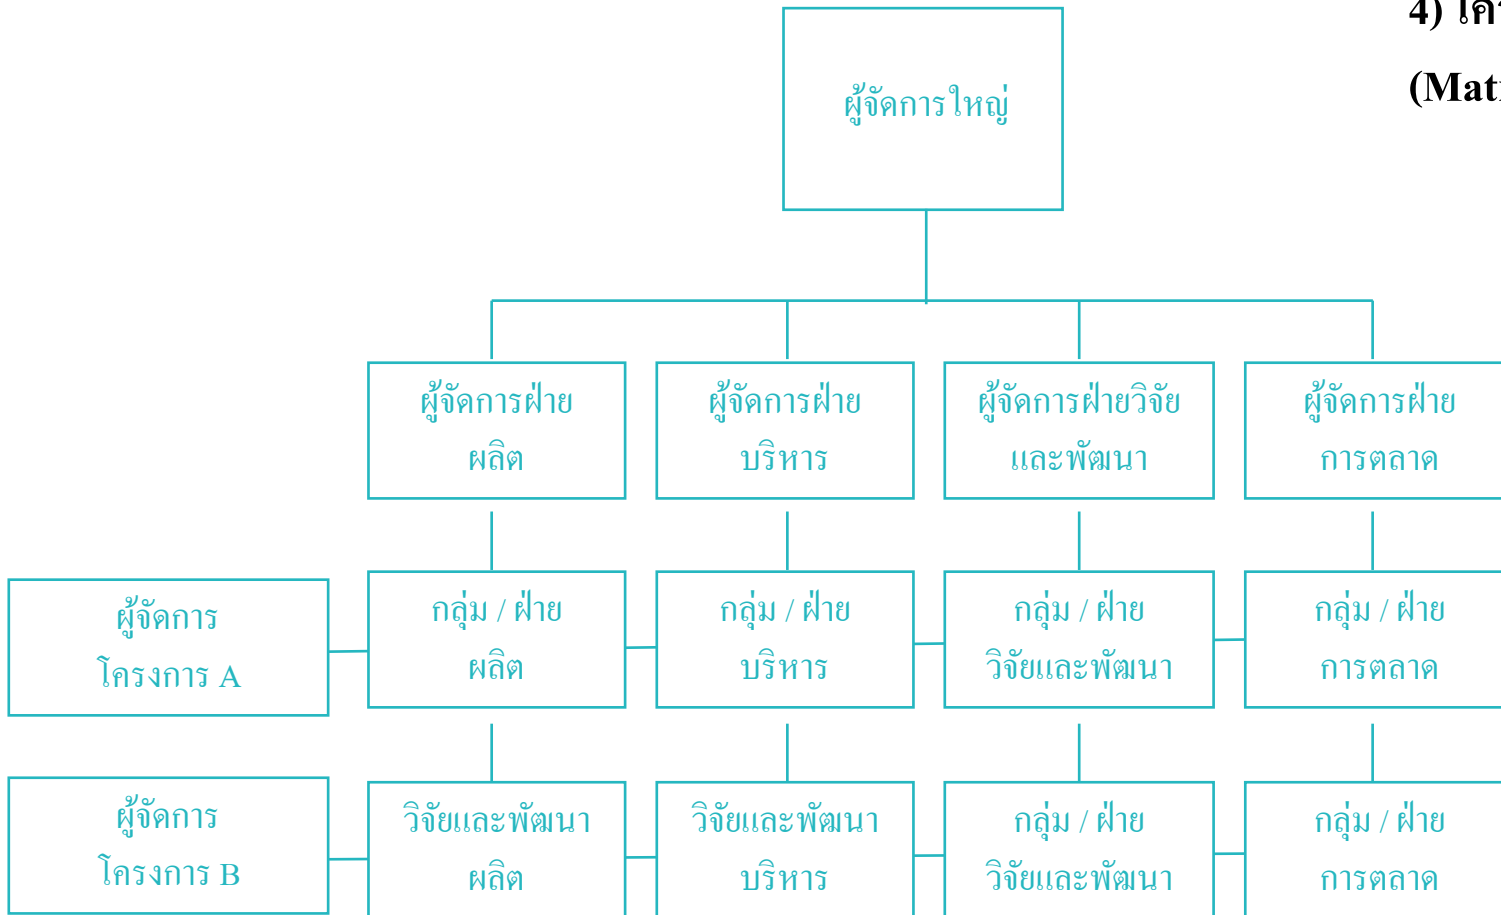 4)
ผู้จัดการใหญ่
ผู้จัดการฝ่าย
ผลิต
ผู้จัดการฝ่าย
บริหาร
ผู้จัดการฝ่ายวิจัย
และพัฒนา
ผู้จัดการฝ่าย
การตลาด
ผู้จัดการ
โครงการ A
กลุ่ม / ฝ่าย
ผลิต
กลุ่ม / ฝ่าย
บริหาร
กลุ่ม / ฝ่าย
วิจัยและพัฒนา
กลุ่ม / ฝ่าย
การตลาด
ผู้จัดการ
โครงการ B
วิจัยและพัฒนา
ผลิต
วิจัยและพัฒนา
บริหาร
กลุ่ม / ฝ่าย
วิจัยและพัฒนา
กลุ่ม / ฝ่าย
การตลาด